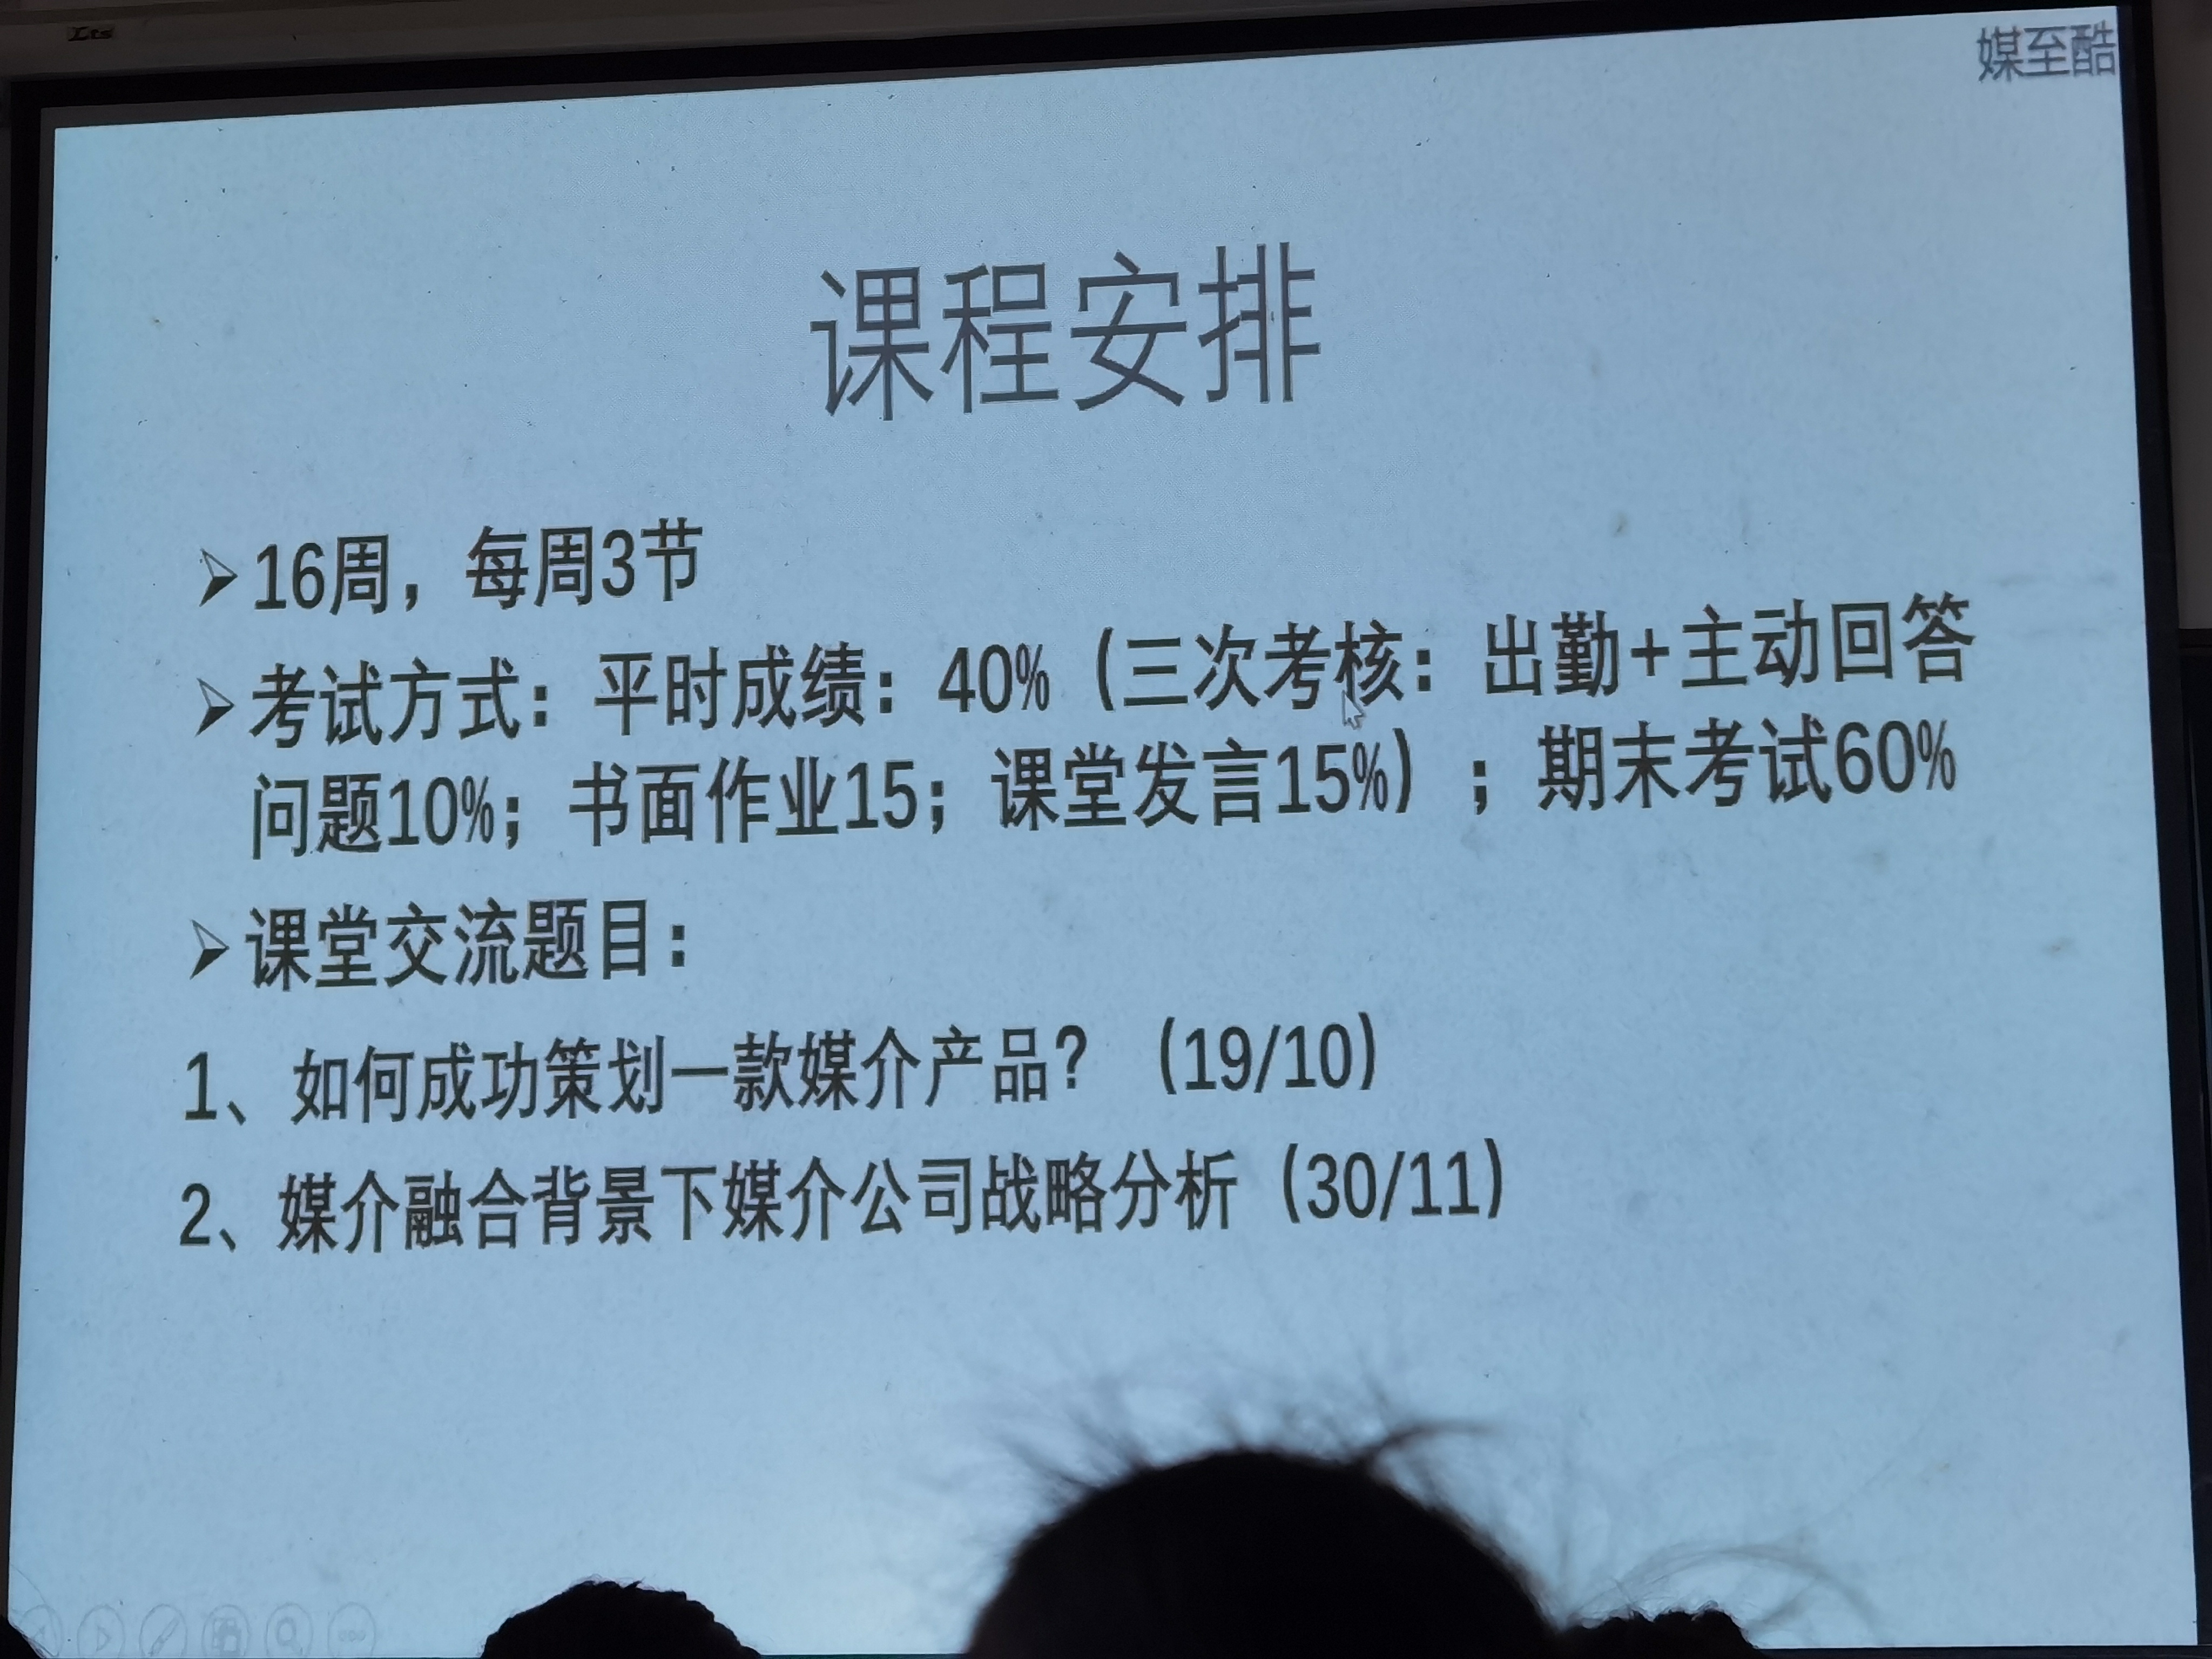 Lts
媒至酷
课程安排
➢16周，每周3节
➢考试方式：平时成绩：40%（三次考核：出勤+主动回答
问题10%；书面作业15；课堂发言15%）；期末考试60%
➢课堂交流题目：
1、如何成功策划一款媒介产品？（19/10）
2、媒介融合背景下媒介公司战略分析（30/11）